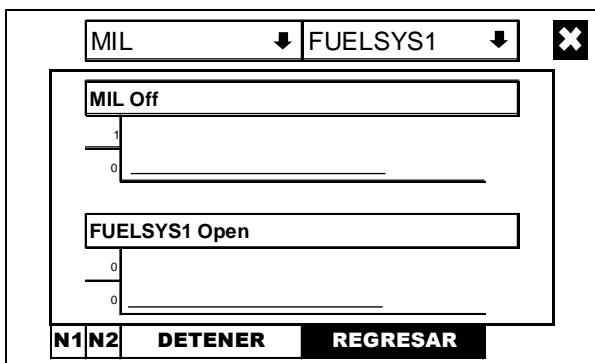 MIL FUELSYS1
MIL Off
1
0
FUELSYS1 Open
0
0
N1 N2 DETENER REGRESAR